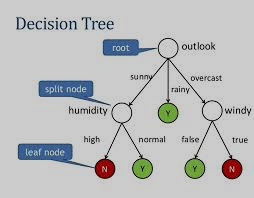 Decision Tree
root
outlook
sunny
rainy
overcast
split node
humidity
Y
windy
high
normal
false
true
leaf node
N
Y
Y
N